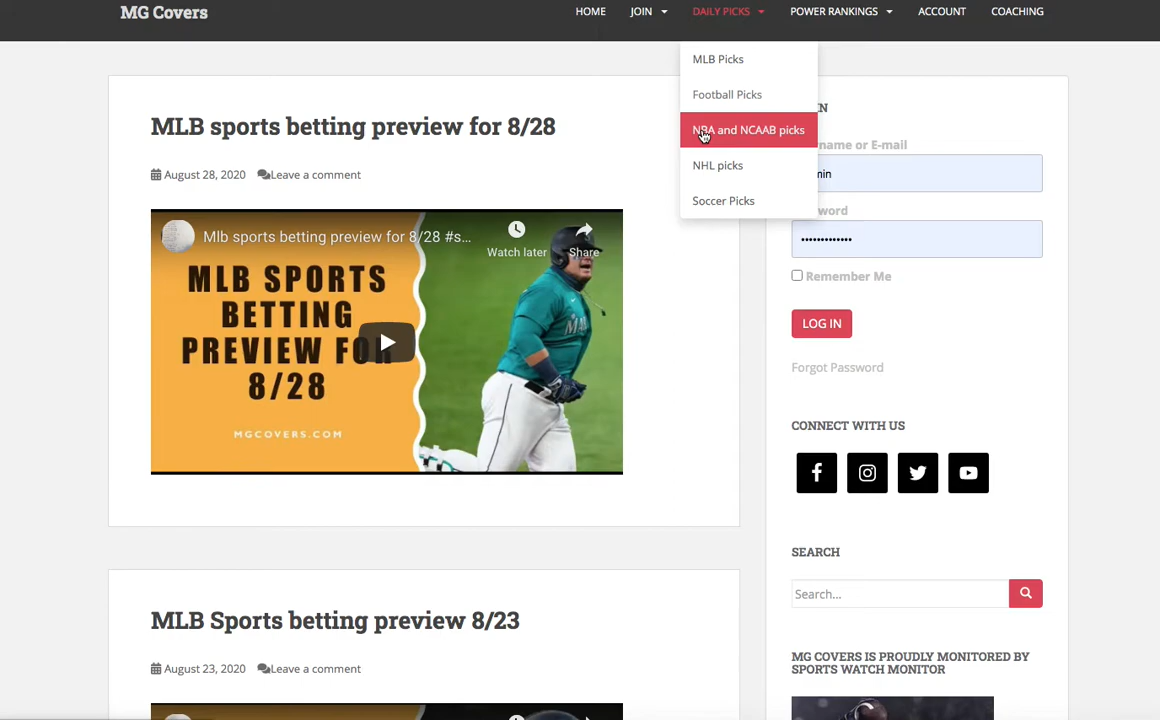 MG Covers
HOME
JOIN
DAILY PICKS
POWER RANKINGS
ACCOUNT
COACHING
MLB Picks
Football Picks
NBA and NCAAB picks
NHL picks
Soccer Picks
MLB sports betting preview for 8/28
August 28, 2020
Leave a comment
Mlb sports betting preview for 8/28 #s...
Watch later
Share
MLB SPORTS
BETTING
PREVIEW FOR
8/28
MGCOVERS.COM
MLB Sports betting preview 8/23
August 23, 2020
Leave a comment
name or E-mail
Remember Me
LOG IN
Forgot Password
CONNECT WITH US
SEARCH
Search...
MG COVERS IS PROUDLY MONITORED BY
SPORTS WATCH MONITOR